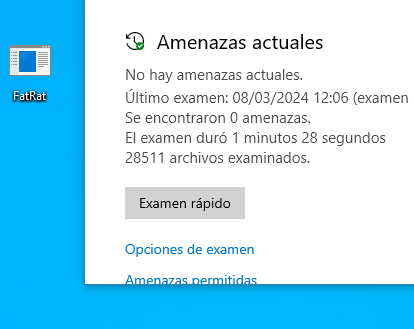 FatRat
Amenazas actuales
No hay amenazas actuales.
Último examen: 08/03/2024 12:06 (examen
Se encontraron 0 amenazas.
El examen duró 1 minutos 28 segundos
28511 archivos examinados.
Examen rápido
Opciones de examen
Amenazas permitidas